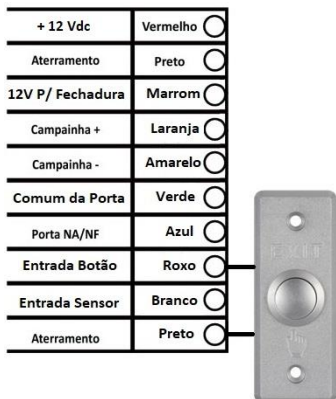 + 12 Vdc Vermelho
Aterramento Preto
12V P/ Fechadura Marrom
Campainha + Laranja
Campainha - Amarelo
Comum da Porta Verde
Porta NA/NF Azul
Entrada Botão Roxo
Entrada Sensor Branco
Aterramento Preto
EXIT